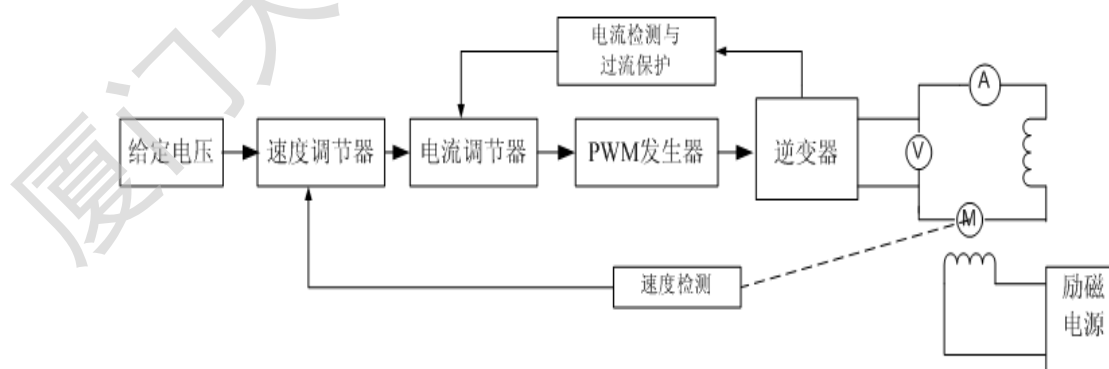 电流检测与
过流保护
A
给定电压
速度调节器
电流调节器
PWM发生器
逆变器
V
M
速度检测
励磁
电源
厦门大